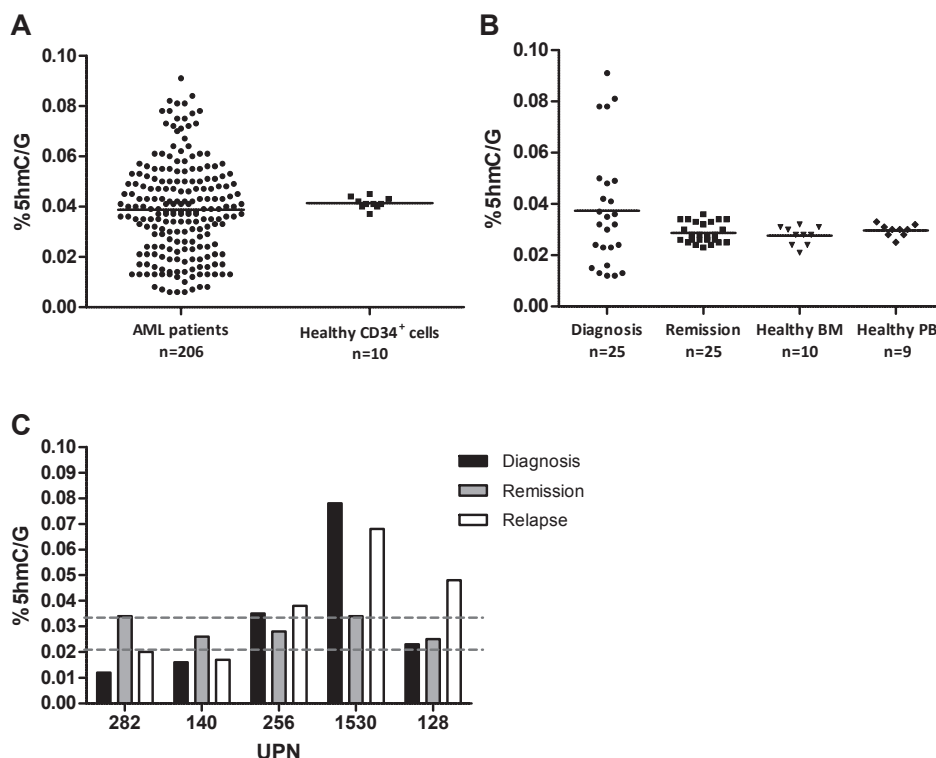 A
%5hmC/G
0.10
0.08
0.06
0.04
0.02
0.00
AML patients
n=206
Healthy CD34+ cells
n=10
B
%5hmC/G
0.10
0.08
0.06
0.04
0.02
0.00
Diagnosis
n=25
Remission
n=25
Healthy BM
n=10
Healthy PB
n=9
C
%5hmC/G
0.10
0.09
0.08
0.07
0.06
0.05
0.04
0.03
0.02
0.01
0.00
282 140 256 1530 128
UPN
Diagnosis
Remission
Relapse